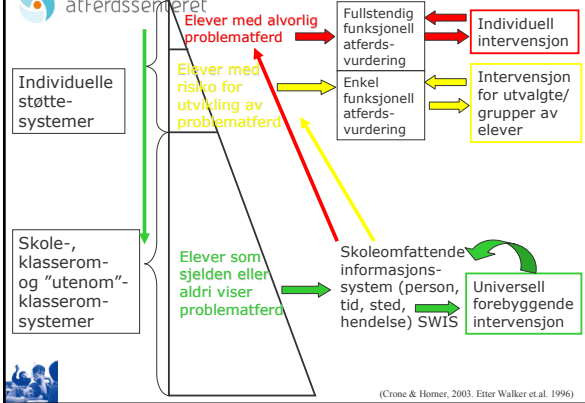 atferdssenteret
Elever med alvorlig
problematferd
Fullstendig
funksjonell
atferds-
vurdering
Individuell
intervensjon
Individuelle
støtte-
systemer
Elever med
risiko for
utvikling av
problematferd
Enkel
funksjonell
atferds-
vurdering
Intervensjon
for utvalgte/
grupper av
elever
Skole-,
klasserom-
og ”utenom”-
klasserom-
systemer
Elever som
sjelden eller
aldri viser
problematferd
Skoleomfattende
informasjons-
system (person,
tid, sted,
hendelse) SWIS
Universell
forebyggende
intervensjon
(Crone & Horner, 2003. Etter Walker et.al. 1996)